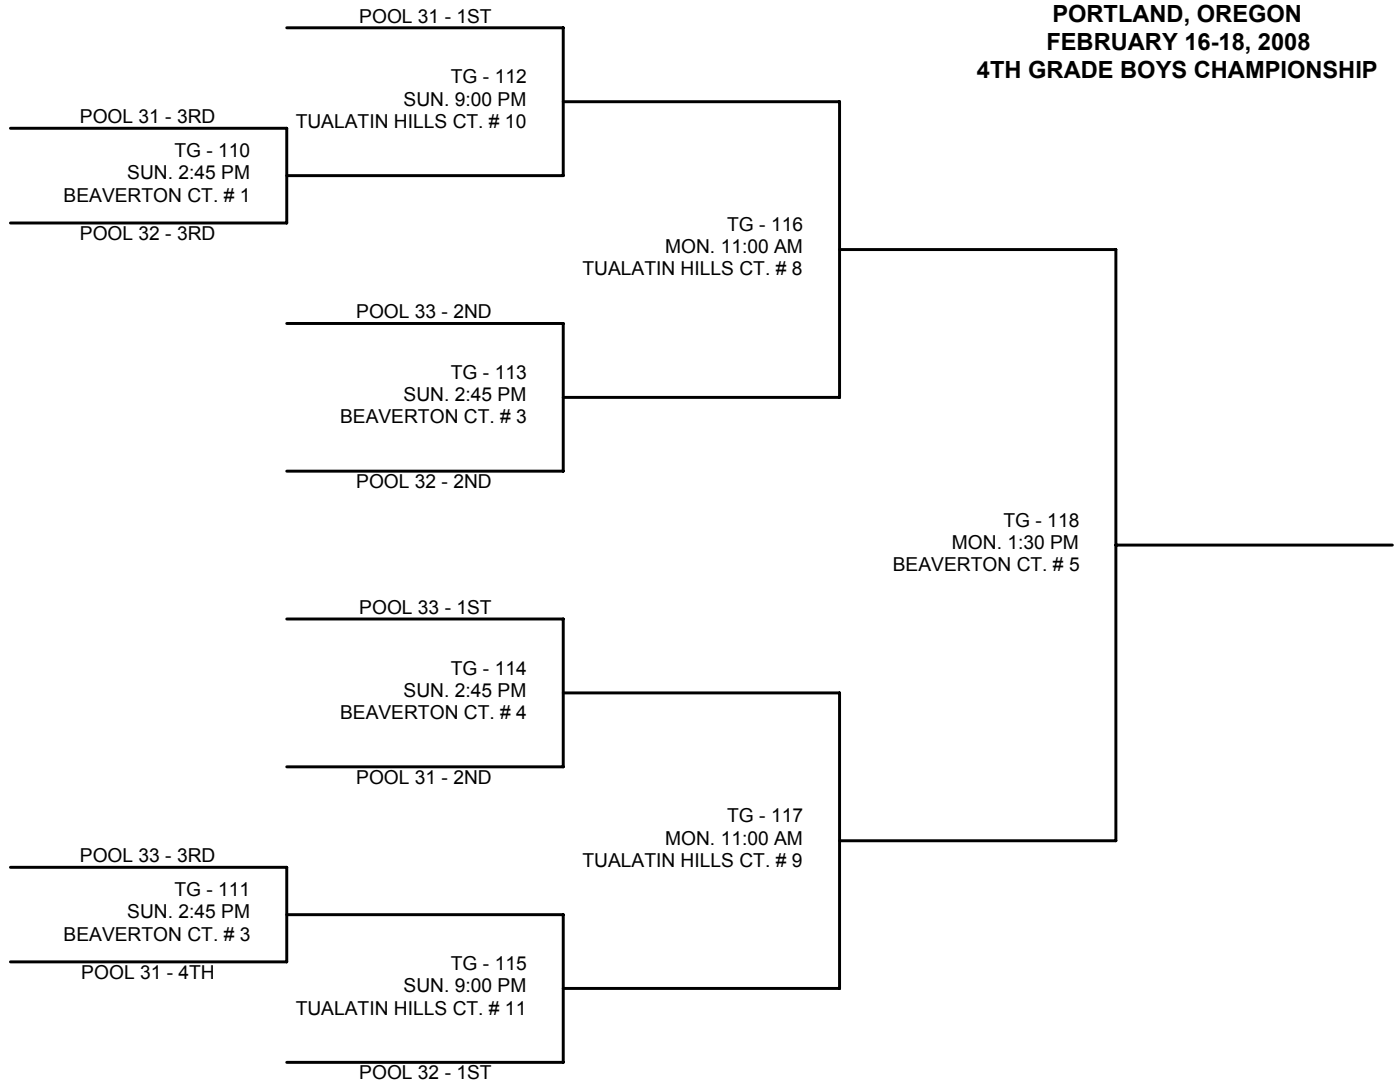 PORTLAND, OREGON
FEBRUARY 16-18, 2008
4TH GRADE BOYS CHAMPIONSHIP
POOL 31 - 1ST
TG - 112
SUN. 9:00 PM
TUALATIN HILLS CT. # 10
POOL 31 - 3RD
TG - 110
SUN. 2:45 PM
BEAVERTON CT. # 1
POOL 32 - 3RD
TG - 116
MON. 11:00 AM
TUALATIN HILLS CT. # 8
POOL 33 - 2ND
TG - 113
SUN. 2:45 PM
BEAVERTON CT. # 3
POOL 32 - 2ND
TG - 118
MON. 1:30 PM
BEAVERTON CT. # 5
POOL 33 - 1ST
TG - 114
SUN. 2:45 PM
BEAVERTON CT. # 4
POOL 31 - 2ND
TG - 117
MON. 11:00 AM
TUALATIN HILLS CT. # 9
POOL 33 - 3RD
TG - 111
SUN. 2:45 PM
BEAVERTON CT. # 3
POOL 31 - 4TH
TG - 115
SUN. 9:00 PM
TUALATIN HILLS CT. # 11
POOL 32 - 1ST